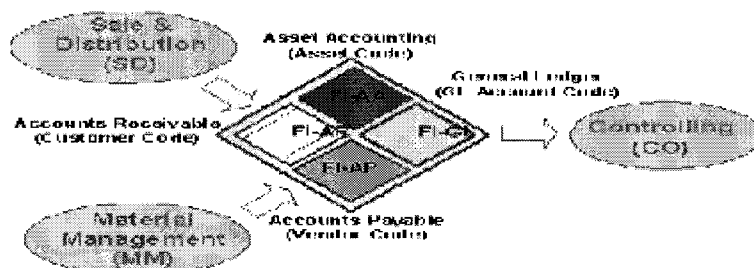 Sale &
Distribution
(SD)
Asset Accounting
(Asset Code)
General Ledger
(GL Account Code)
FI-AA
Accounts Receivable
(Customer Code)
FI-AR
FI-GL
Controlling
(CO)
FI-AP
Material
Management
(MM)
Accounts Payable
(Vendor Code)